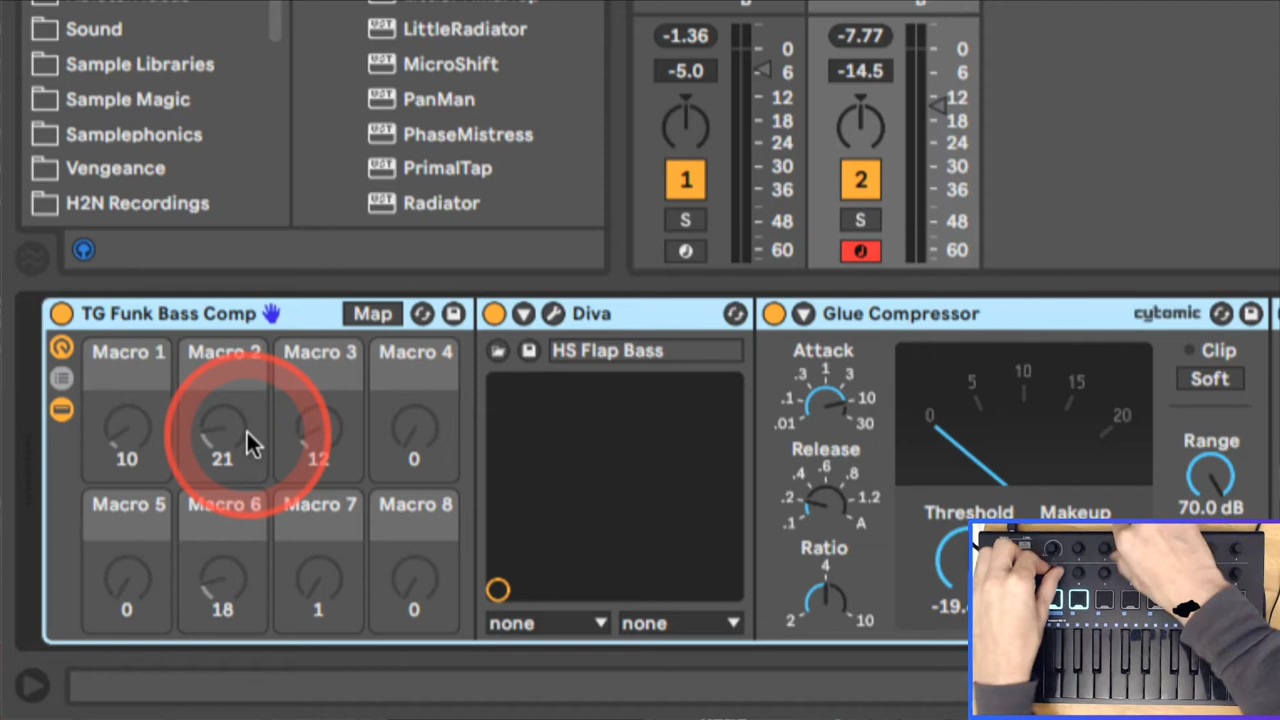 Sound
Sample Libraries
Sample Magic
Samplephonics
Vengeance
H2N Recordings
LittleRadiator
MicroShift
PanMan
PhaseMistress
PrimalTap
Radiator
-1.36
-5.0
1
S
0
6
12
18
24
30
36
48
60
-7.77
-14.5
2
S
0
6
12
18
24
30
36
48
60
TG Funk Bass Comp
Map
Macro 1
Macro 2
Macro 3
Macro 4
10
21
12
0
Macro 5
Macro 6
Macro 7
Macro 8
0
18
1
0
Diva
HS Flap Bass
none
none
Glue Compressor
cytomic
Attack
.01 .1 .3 1 3 10 30
Release
.1 .2 .4 .6 .8 1.2 A
Ratio
2 4 10
0 5 10 15 20
Threshold
Makeup
Clip
Soft
Range
70.0 dB